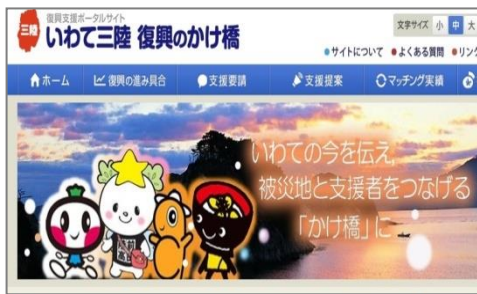 復興支援ポータルサイト
三陸
いわて三陸 復興のかけ橋
文字サイズ 小 中 大
サイトについて よくある質問 リンク
ホーム 復興の進み具合 支援要請 支援提案 マッチング実績
いわての今を伝え、
被災地と支援者をつなげる
「かけ橋」に